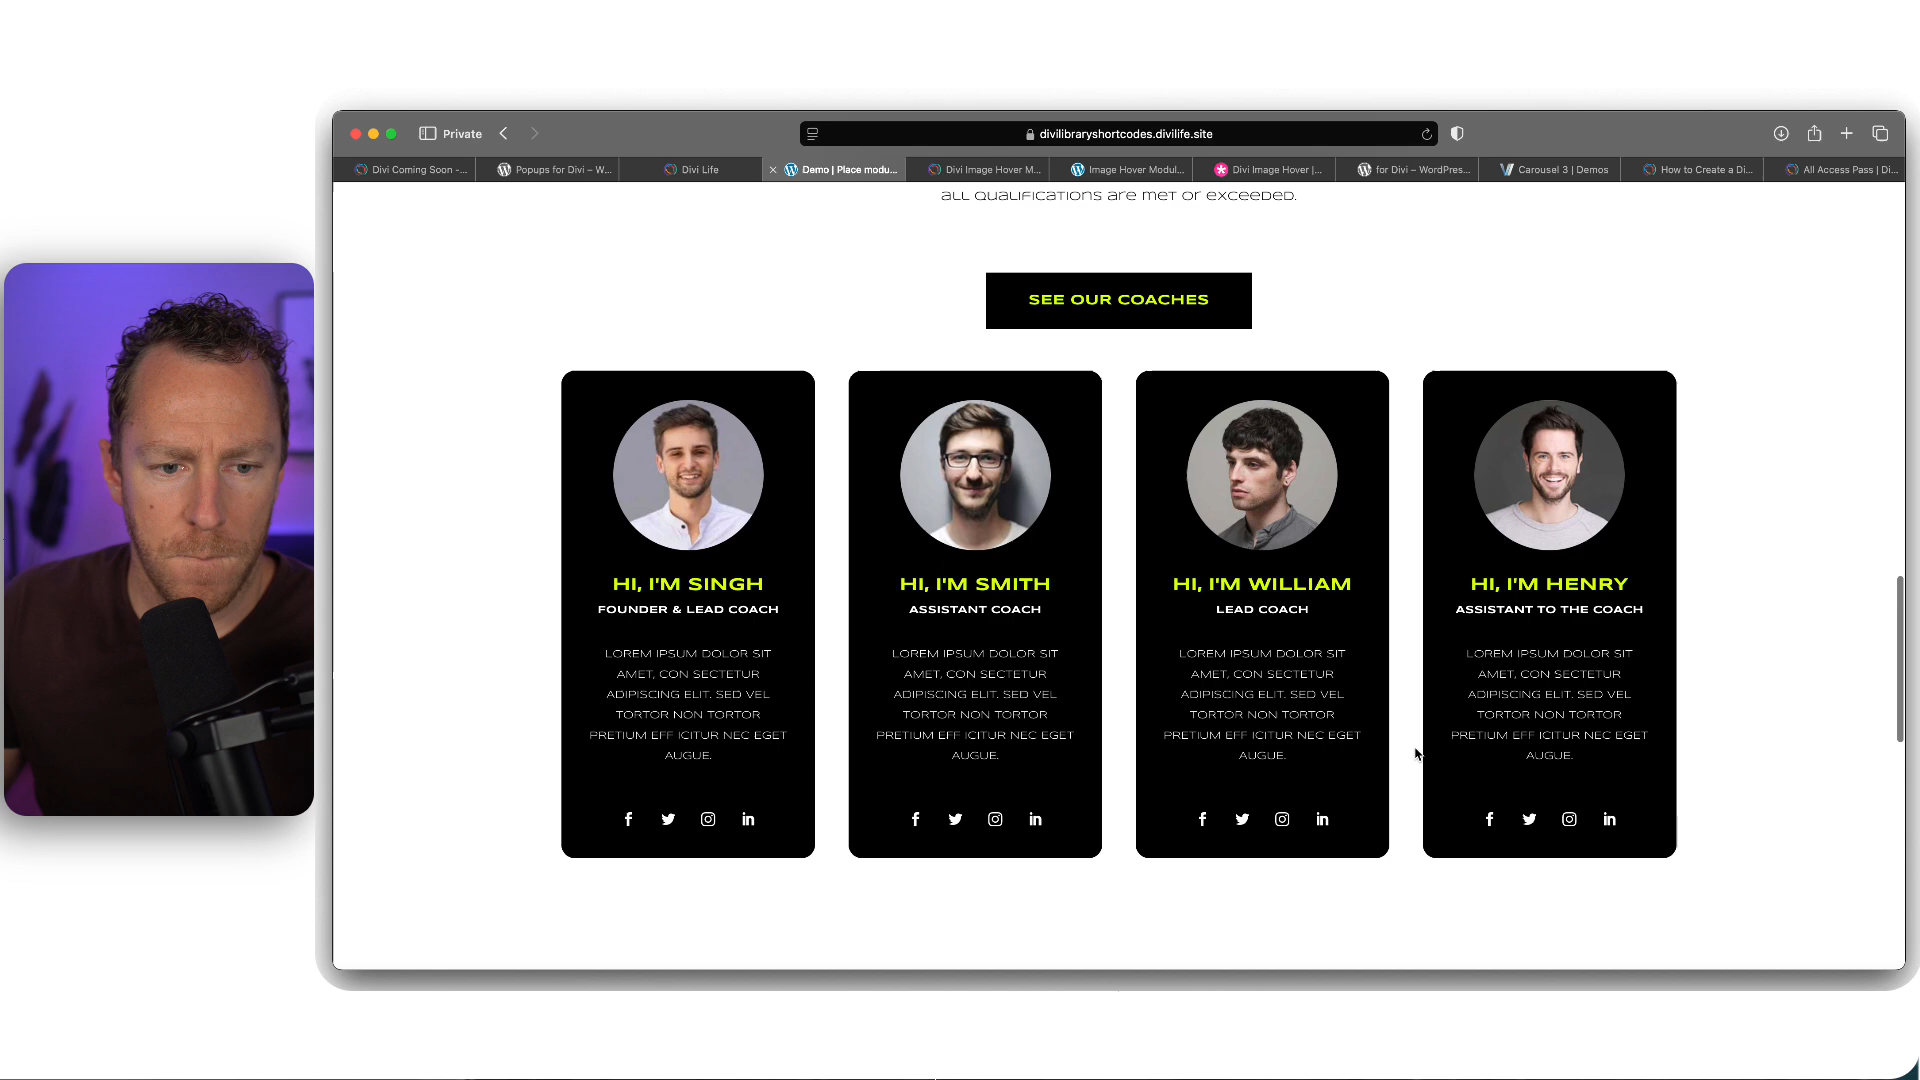 Private
divilibraryshortcodes.divilife.site
Divi Coming Soon -...
Popups for Divi – W...
Divi Life
Demo | Place modu...
Divi Image Hover M...
Image Hover Modul...
Divi Image Hover |...
for Divi – WordPres...
Carousel 3 | Demos
How to Create a Di...
All Access Pass | Di...
all qualifications are met or exceeded.
SEE OUR COACHES
HI, I'M SINGH
FOUNDER & LEAD COACH
LOREM IPSUM DOLOR SIT
AMET, CON SECTETUR
ADIPISCING ELIT. SED VEL
TORTOR NON TORTOR
PRETIUM EFF ICITUR NEC EGET
AUGUE.
HI, I'M SMITH
ASSISTANT COACH
LOREM IPSUM DOLOR SIT
AMET, CON SECTETUR
ADIPISCING ELIT. SED VEL
TORTOR NON TORTOR
PRETIUM EFF ICITUR NEC EGET
AUGUE.
HI, I'M WILLIAM
LEAD COACH
LOREM IPSUM DOLOR SIT
AMET, CON SECTETUR
ADIPISCING ELIT. SED VEL
TORTOR NON TORTOR
PRETIUM EFF ICITUR NEC EGET
AUGUE.
HI, I'M HENRY
ASSISTANT TO THE COACH
LOREM IPSUM DOLOR SIT
AMET, CON SECTETUR
ADIPISCING ELIT. SED VEL
TORTOR NON TORTOR
PRETIUM EFF ICITUR NEC EGET
AUGUE.